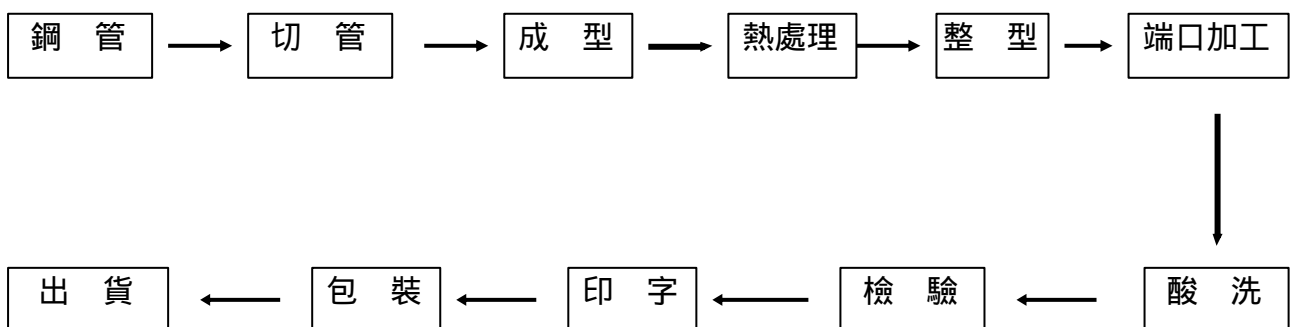 鋼 管
切 管
成 型
熱處理
整 型
端口加工
出 貨
包 裝
印 字
檢 驗
酸 洗